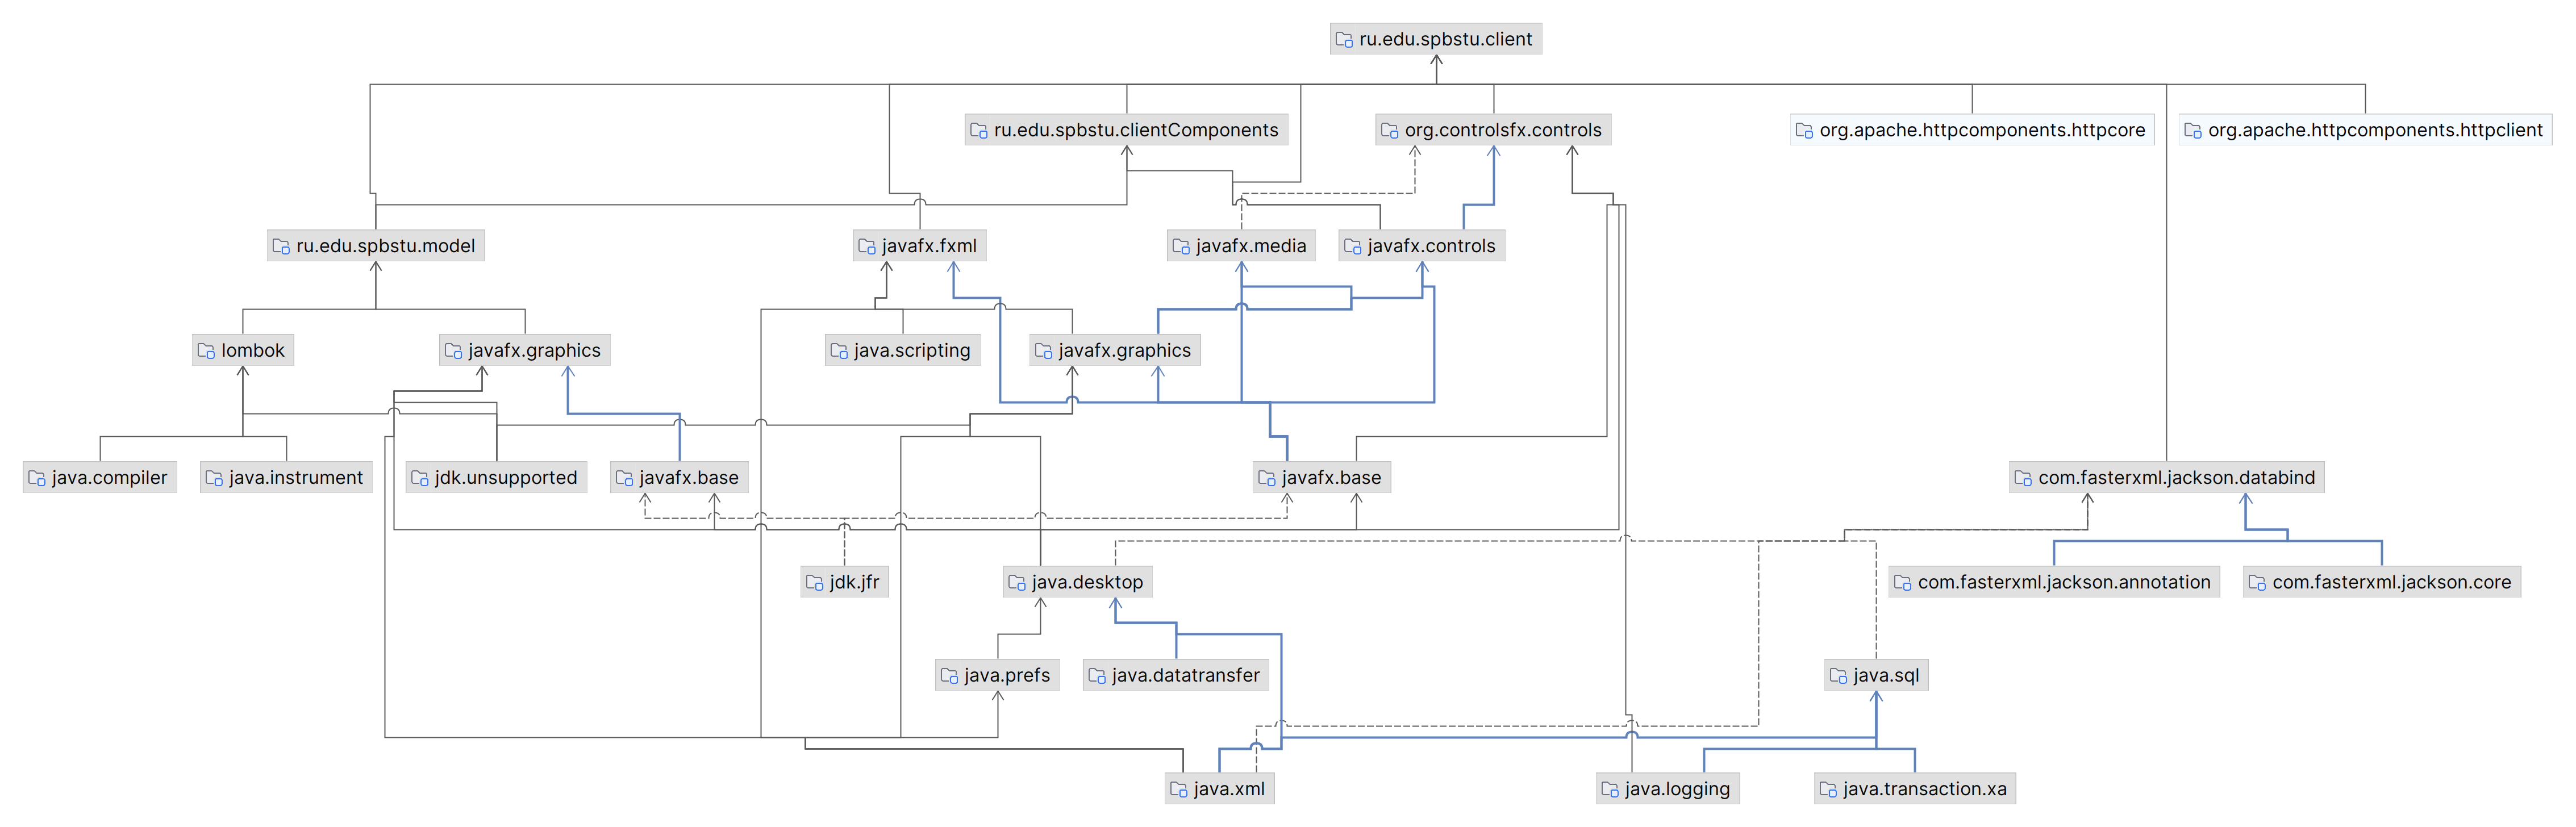 ru.edu.spbstu.client
ru.edu.spbstu.clientComponents
org.controlsfx.controls
org.apache.httpcomponents.httpcore
org.apache.httpcomponents.httpclient
ru.edu.spbstu.model
javafx.fxml
javafx.media
javafx.controls
lombok
javafx.graphics
java.scripting
javafx.graphics
java.compiler
java.instrument
jdk.unsupported
javafx.base
javafx.base
com.fasterxml.jackson.databind
jdk.jfr
java.desktop
com.fasterxml.jackson.annotation
com.fasterxml.jackson.core
java.prefs
java.datatransfer
java.sql
java.xml
java.logging
java.transaction.xa